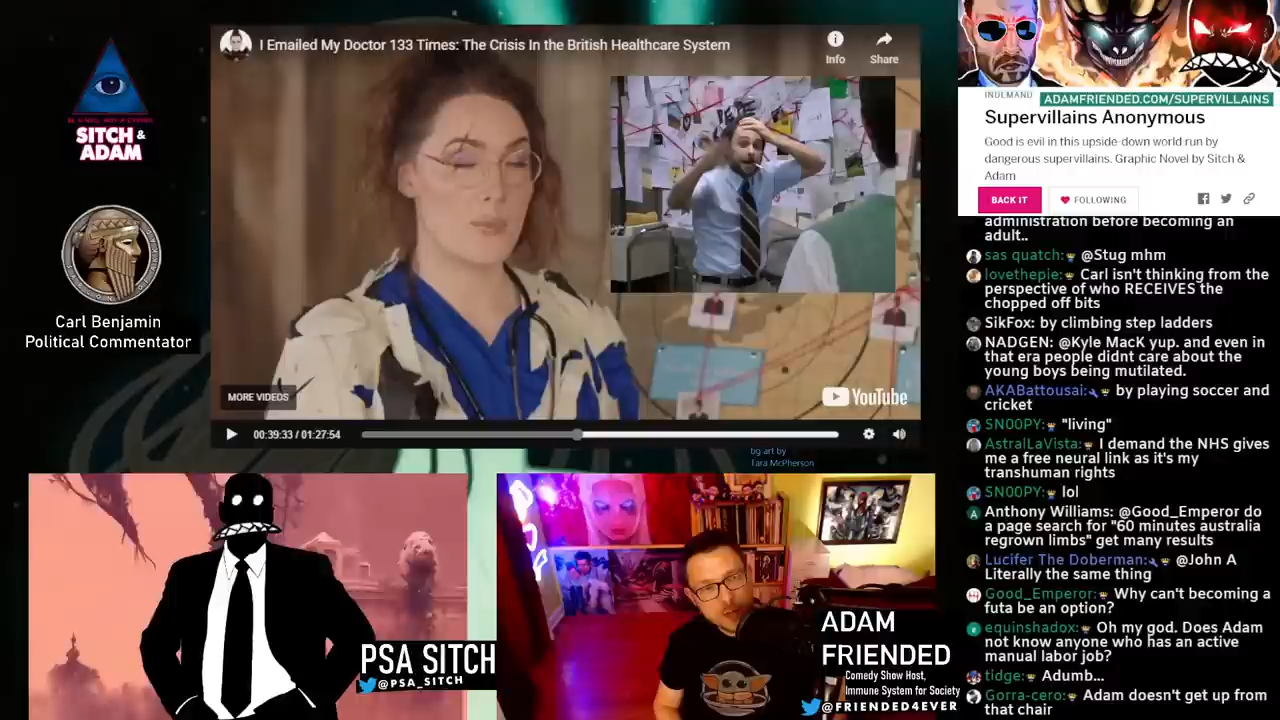 I Emailed My Doctor 133 Times: The Crisis In the British Healthcare System
Info
Share
SITCH &
ADAM
Carl Benjamin
Political Commentator
MORE VIDEOS
YouTube
00:39:33 / 01:27:54
bg art by
Tara McPherson
PSA SITCH
@PSA_SITCH
ADAM
FRIENDED
Comedy Show Host,
Immune System for Society
@FRIENDED4EVER
INDEMAND
ADAMFRIENDED.COM/SUPERVILLAINS
Supervillains Anonymous
Good is evil in this upside-down world run by
dangerous supervillains. Graphic Novel by Sitch &
Adam
BACK IT
FOLLOWING
administration before becoming an
adult..
sas quatch: @Stug mhm
lovethepie: Carl isn't thinking from the
perspective of who RECEIVES the
chopped off bits
SikFox: by climbing step ladders
NADGEN: @Kyle MacK yup. and even in
that era people didnt care about the
young boys being mutilated.
AKABattousai: by playing soccer and
cricket
SN00PY: "living"
AstralLaVista: I demand the NHS gives
me a free neural link as it's my
transhuman rights
SN00PY: lol
Anthony Williams: @Good_Emperor do
a page search for "60 minutes australia
regrown limbs" get many results
Lucifer The Doberman: @John A
Literally the same thing
Good_Emperor: Why can't becoming a
futa be an option?
equinshadox: Oh my god. Does Adam
not know anyone who has an active
manual labor job?
tidge: Adumb...
Gorra-cero: Adam doesn't get up from
that chair